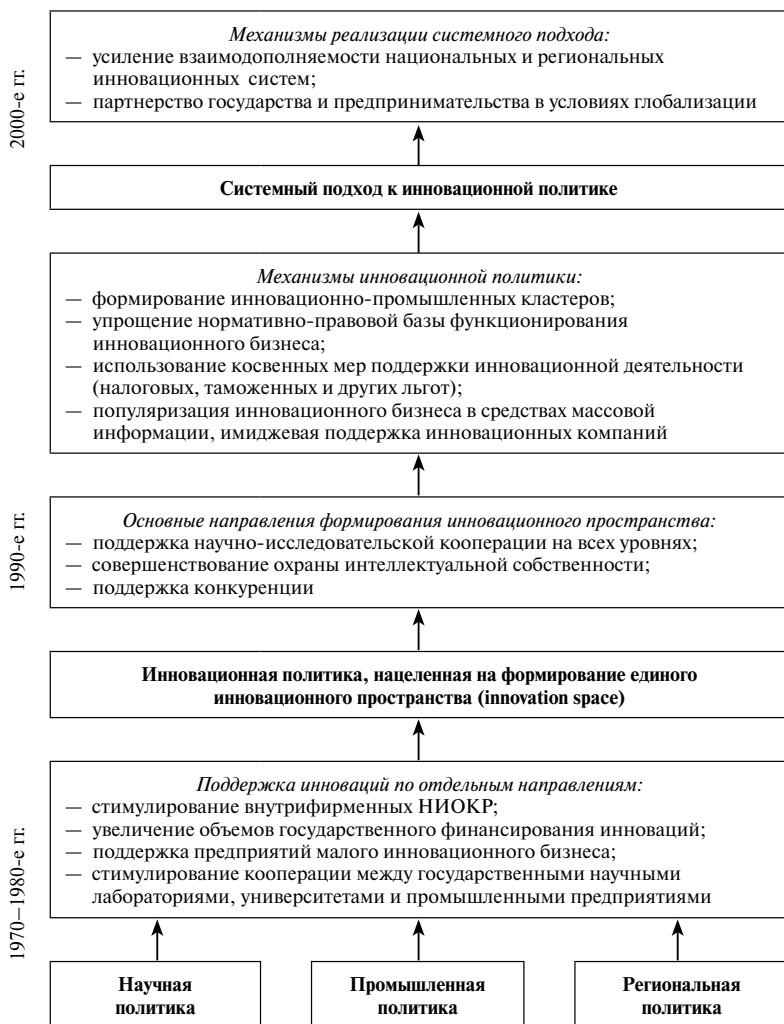 2000-е гг.
Механизмы реализации системного подхода:
— усиление взаимодополняемости национальных и региональных
инновационных систем;
— партнерство государства и предпринимательства в условиях глобализации
Системный подход к инновационной политике
Механизмы инновационной политики:
— формирование инновационно-промышленных кластеров;
— упрощение нормативно-правовой базы функционирования
инновационного бизнеса;
— использование косвенных мер поддержки инновационной деятельности
(налоговых, таможенных и других льгот);
— популяризация инновационного бизнеса в средствах массовой
информации, имиджевая поддержка инновационных компаний
1990-е гг.
Основные направления формирования инновационного пространства:
— поддержка научно-исследовательской кооперации на всех уровнях;
— совершенствование охраны интеллектуальной собственности;
— поддержка конкуренции
Инновационная политика, нацеленная на формирование единого
инновационного пространства (innovation space)
1970–1980-е гг.
Поддержка инноваций по отдельным направлениям:
— стимулирование внутрифирменных НИОКР;
— увеличение объемов государственного финансирования инноваций;
— поддержка предприятий малого инновационного бизнеса;
— стимулирование кооперации между государственными научными
лабораториями, университетами и промышленными предприятиями
Научная
политика
Промышленная
политика
Региональная
политика